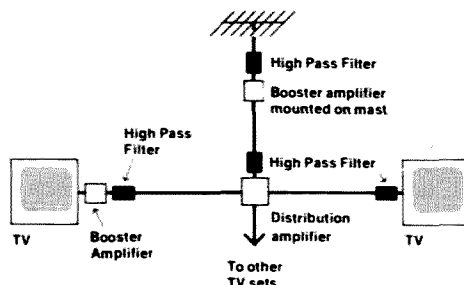 High Pass Filter
Booster amplifier
mounted on mast
High Pass
Filter
High Pass Filter
TV
Booster
Amplifier
Distribution
amplifier
TV
To other
TV sets